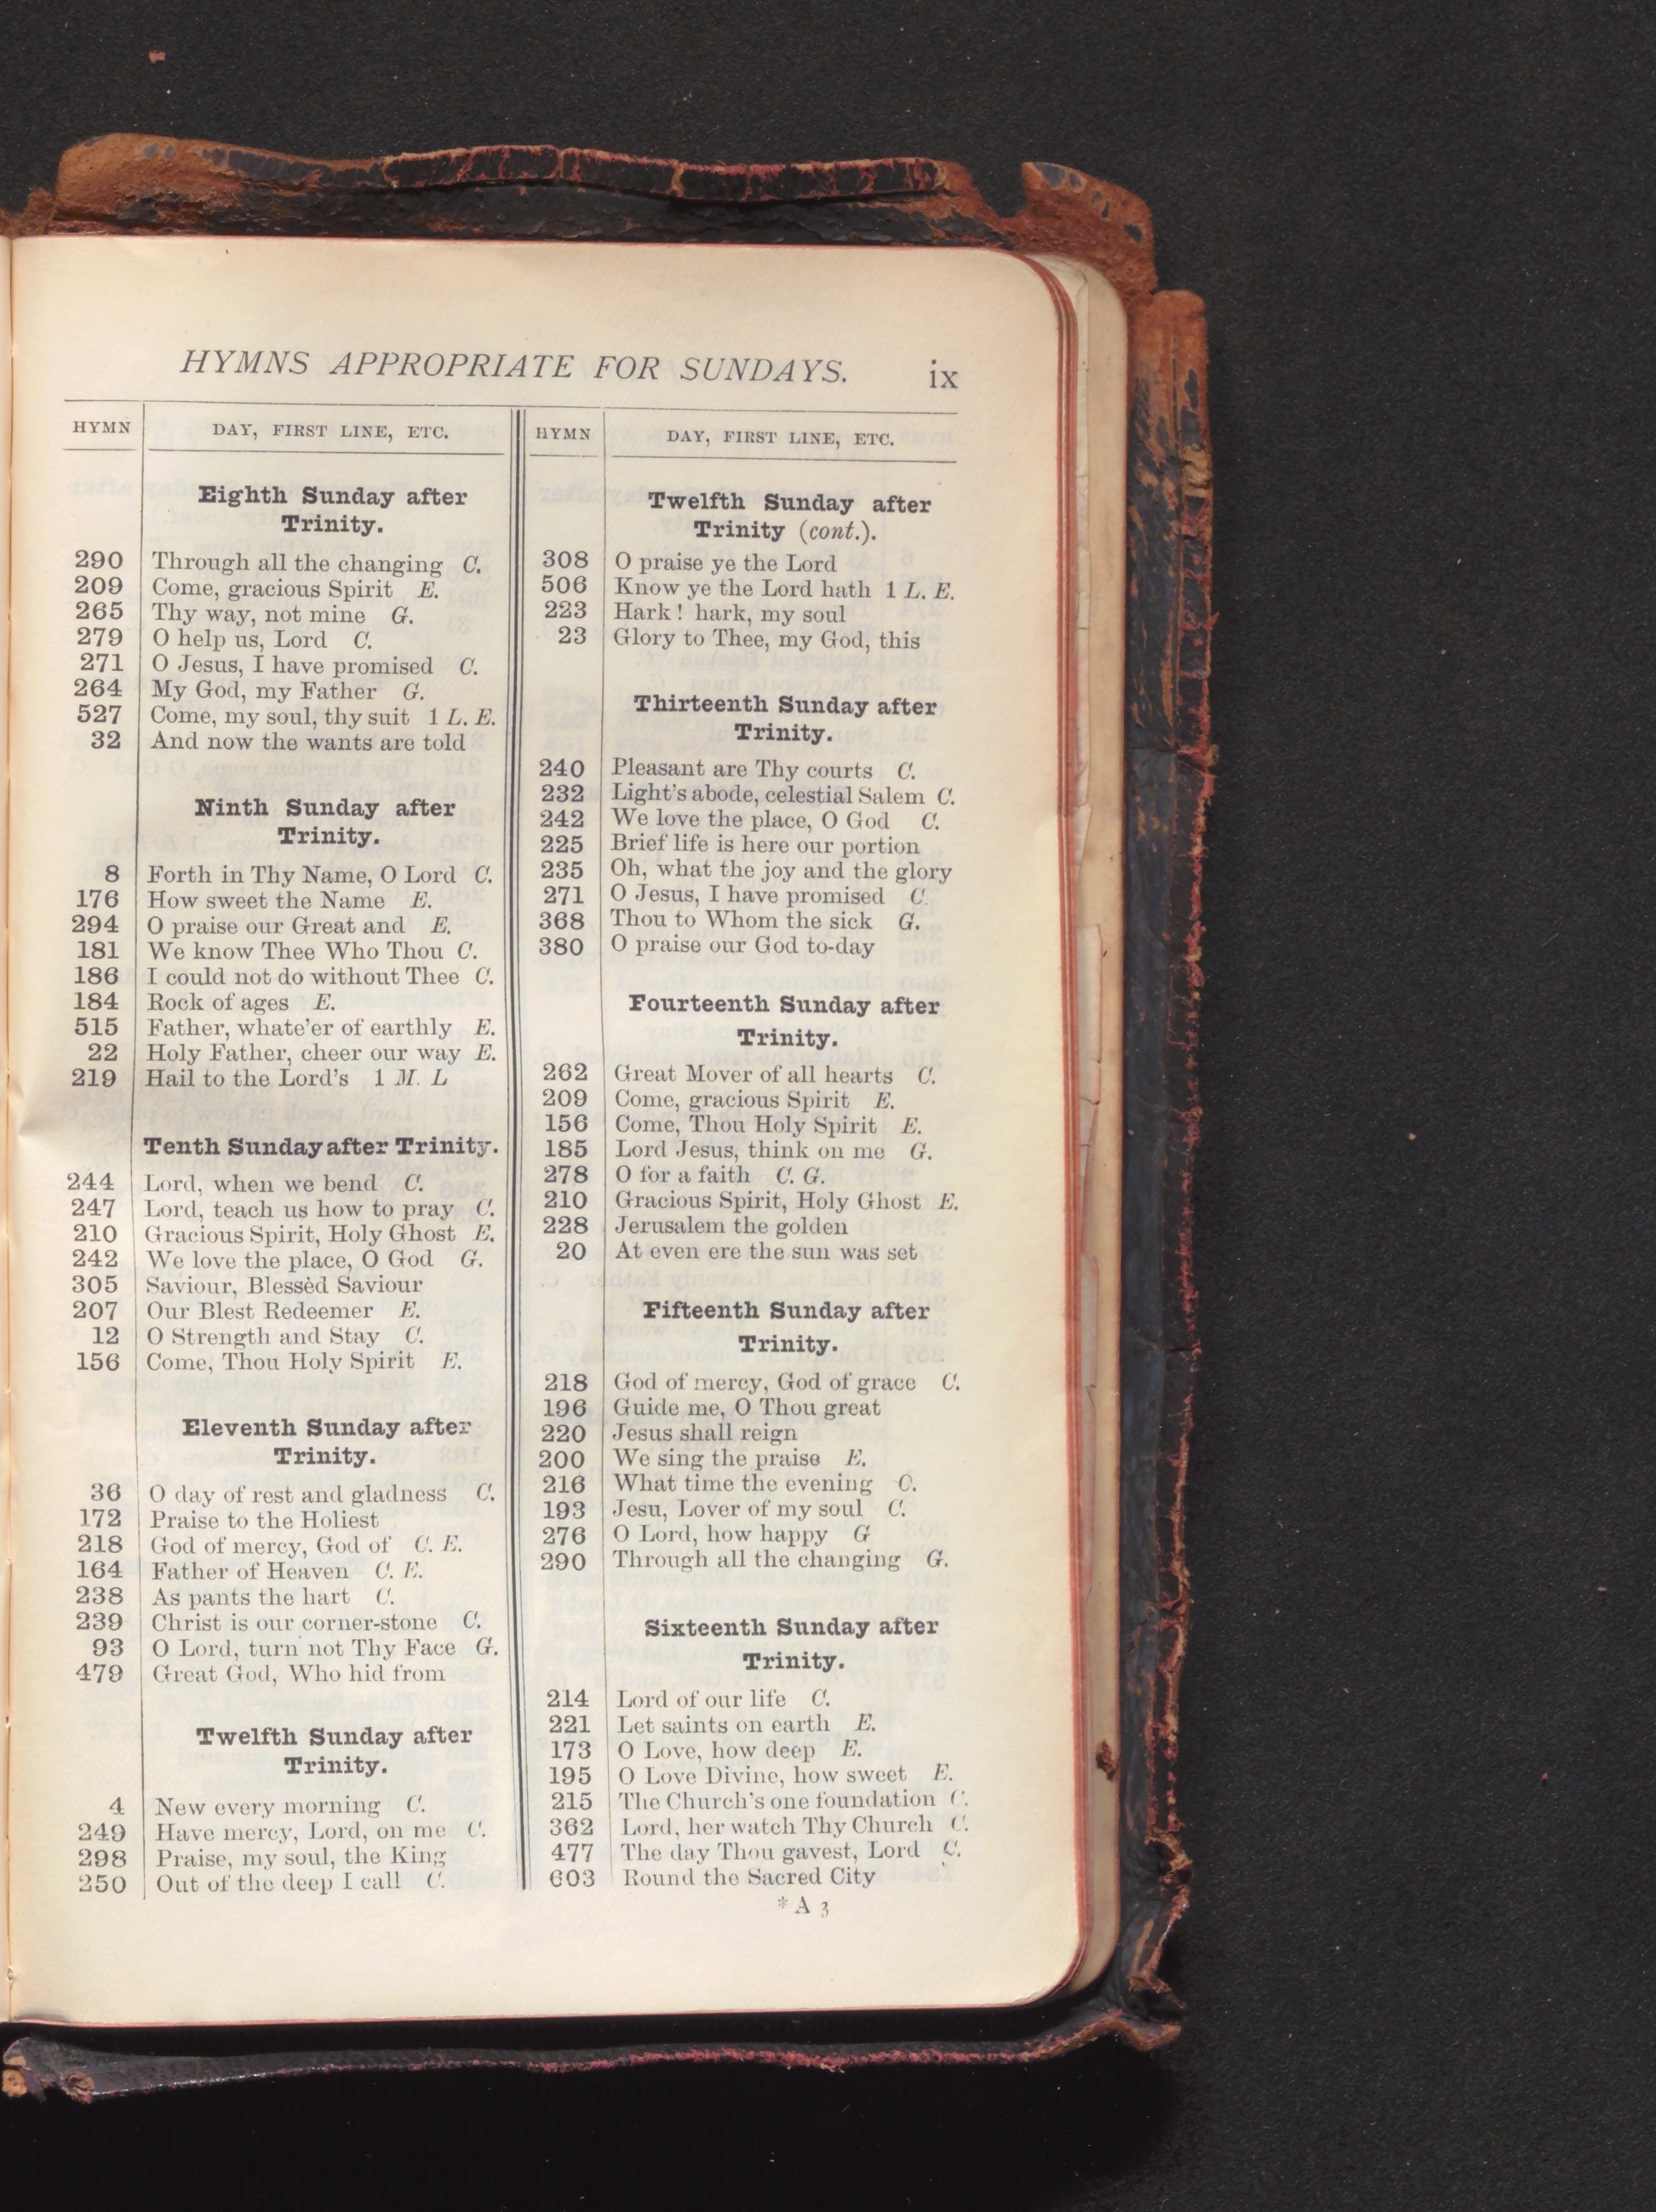 HYMNS APPROPRIATE FOR SUNDAYS. ix
HYMN DAY, FIRST LINE, ETC.
Eighth Sunday after
Trinity.
290 Through all the changing C.
209 Come, gracious Spirit E.
265 Thy way, not mine G.
279 O help us, Lord C.
271 O Jesus, I have promised C.
264 My God, my Father G.
527 Come, my soul, thy suit 1 L. E.
32 And now the wants are told
Ninth Sunday after
Trinity.
8 Forth in Thy Name, O Lord C.
176 How sweet the Name E.
294 O praise our Great and E.
181 We know Thee Who Thou C.
186 I could not do without Thee C.
184 Rock of ages E.
515 Father, whate'er of earthly E.
22 Holy Father, cheer our way E.
219 Hail to the Lord's 1 M. L
Tenth Sunday after Trinity.
244 Lord, when we bend C.
247 Lord, teach us how to pray C.
210 Gracious Spirit, Holy Ghost E.
242 We love the place, O God G.
305 Saviour, Blessèd Saviour
207 Our Blest Redeemer E.
12 O Strength and Stay C.
156 Come, Thou Holy Spirit E.
Eleventh Sunday after
Trinity.
36 O day of rest and gladness C.
172 Praise to the Holiest
218 God of mercy, God of C. E.
164 Father of Heaven C. E.
238 As pants the hart C.
239 Christ is our corner-stone C.
93 O Lord, turn not Thy Face G.
479 Great God, Who hid from
Twelfth Sunday after
Trinity.
4 New every morning C.
249 Have mercy, Lord, on me C.
298 Praise, my soul, the King
250 Out of the deep I call C.
HYMN DAY, FIRST LINE, ETC.
Twelfth Sunday after
Trinity (cont.).
308 O praise ye the Lord
506 Know ye the Lord hath 1 L. E.
223 Hark! hark, my soul
23 Glory to Thee, my God, this
Thirteenth Sunday after
Trinity.
240 Pleasant are Thy courts C.
232 Light's abode, celestial Salem C.
242 We love the place, O God C.
225 Brief life is here our portion
235 Oh, what the joy and the glory
271 O Jesus, I have promised C.
368 Thou to Whom the sick G.
380 O praise our God to-day
Fourteenth Sunday after
Trinity.
262 Great Mover of all hearts C.
209 Come, gracious Spirit E.
156 Come, Thou Holy Spirit E.
185 Lord Jesus, think on me G.
278 O for a faith C. G.
210 Gracious Spirit, Holy Ghost E.
228 Jerusalem the golden
20 At even ere the sun was set
Fifteenth Sunday after
Trinity.
218 God of mercy, God of grace C.
196 Guide me, O Thou great
220 Jesus shall reign
200 We sing the praise E.
216 What time the evening C.
193 Jesu, Lover of my soul C.
276 O Lord, how happy G
290 Through all the changing G.
Sixteenth Sunday after
Trinity.
214 Lord of our life C.
221 Let saints on earth E.
173 O Love, how deep E.
195 O Love Divine, how sweet E.
215 The Church's one foundation C.
362 Lord, her watch Thy Church C.
477 The day Thou gavest, Lord C.
603 Round the Sacred City
* A 3